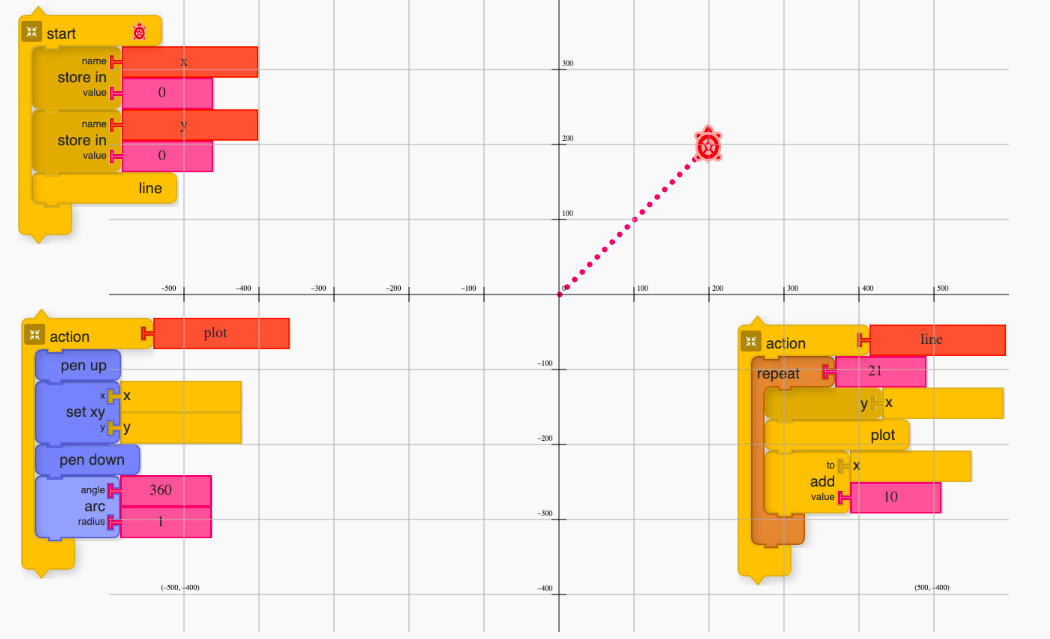 start
name x
store in
value 0
name y
store in
value 0
line
300
200
100
-500 -400 -300 -200 -100 0 100 200 300 400 500
-100
-200
-300
-400
(-500, -400) (500, -400)
action plot
pen up
x x
set xy
y y
pen down
angle 360
arc
radius 1
action line
repeat 21
y x
plot
to x
add
value 10